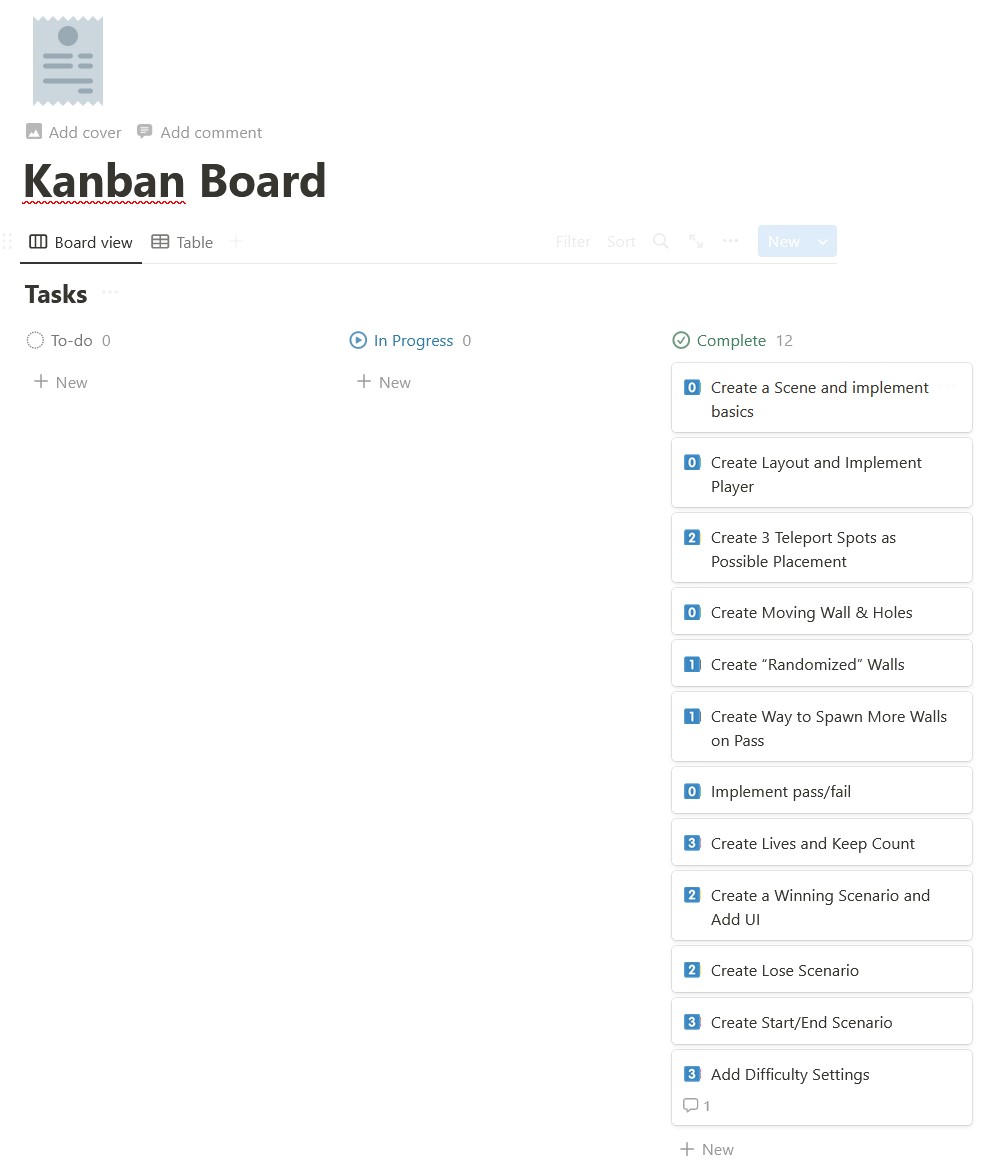 Add cover Add comment
Kanban Board
Board view Table
Filter Sort New
Tasks
To-do 0
New
In Progress 0
New
Complete 12
0 Create a Scene and implement
basics
0 Create Layout and Implement
Player
2 Create 3 Teleport Spots as
Possible Placement
0 Create Moving Wall & Holes
1 Create “Randomized” Walls
1 Create Way to Spawn More Walls
on Pass
0 Implement pass/fail
3 Create Lives and Keep Count
2 Create a Winning Scenario and
Add UI
2 Create Lose Scenario
3 Create Start/End Scenario
3 Add Difficulty Settings
1
New